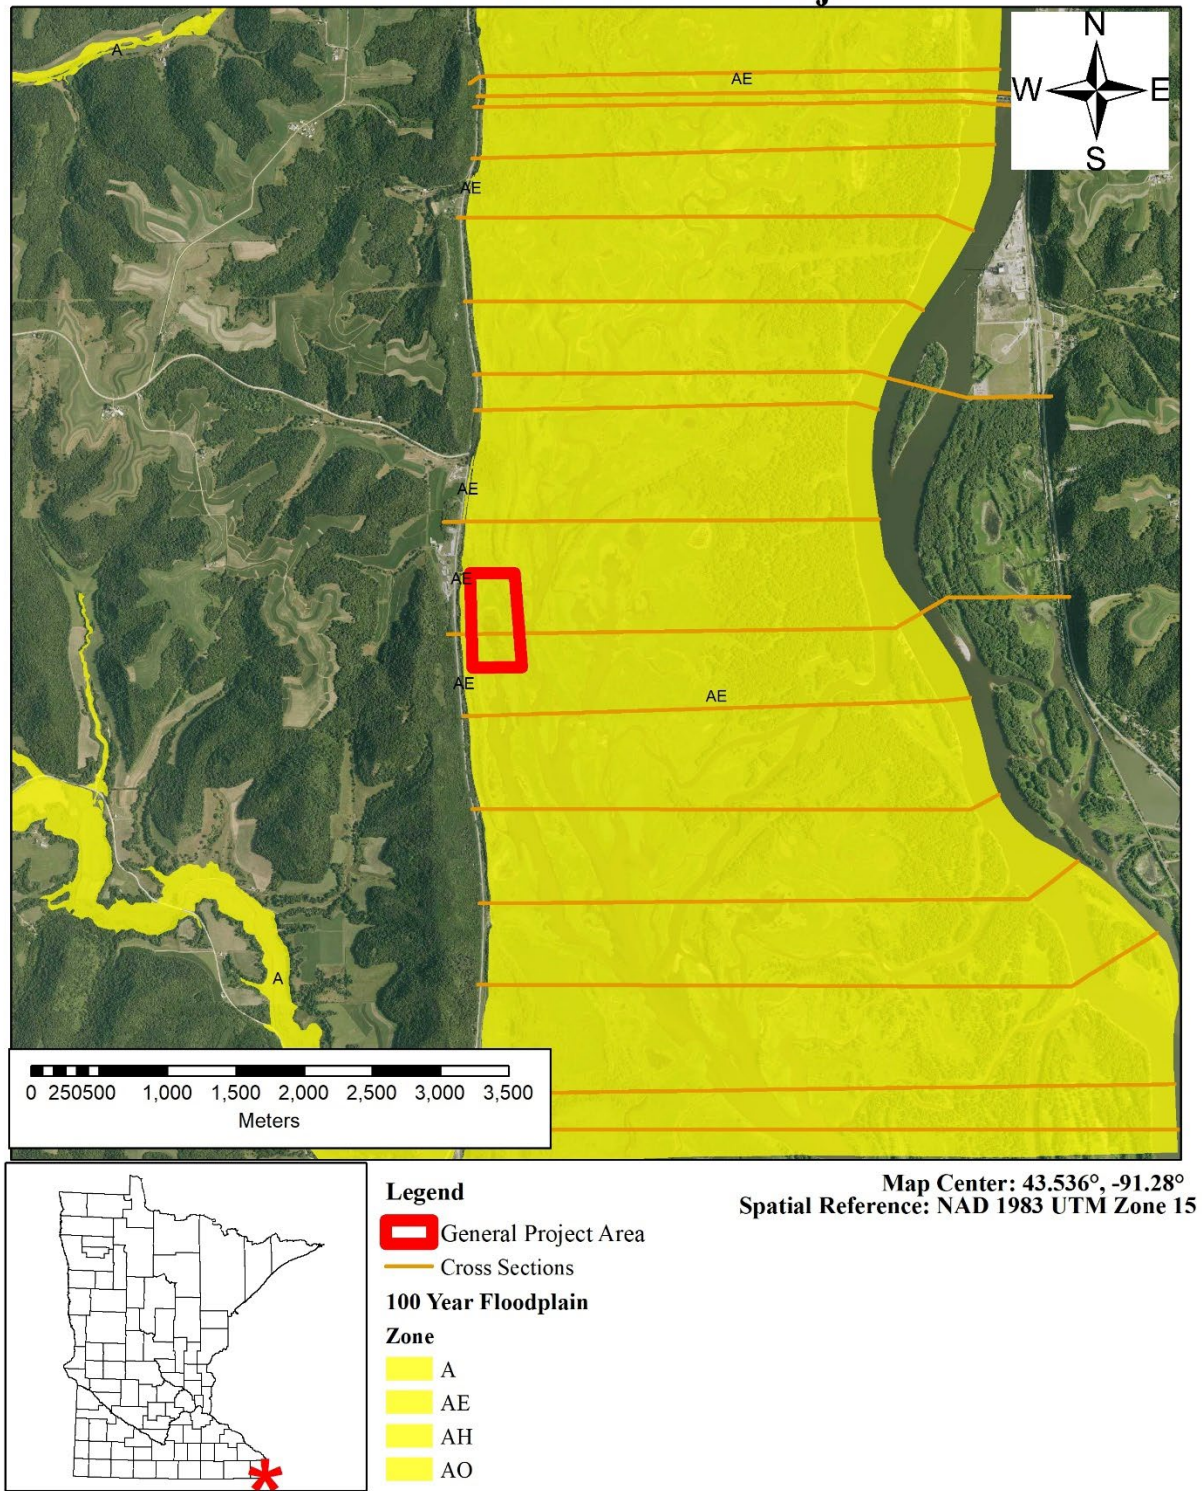 N
W E
S
A
AE
AE
AE
AE
AE
AE
A
0 250500 1,000 1,500 2,000 2,500 3,000 3,500
Meters
Map Center: 43.536°, -91.28°
Spatial Reference: NAD 1983 UTM Zone 15
Legend
General Project Area
Cross Sections
100 Year Floodplain
Zone
A
AE
AH
AO